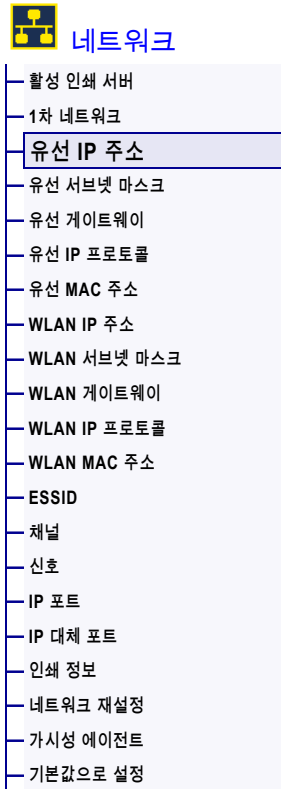 네트워크
활성 인쇄 서버
1차 네트워크
유선 IP 주소
유선 서브넷 마스크
유선 게이트웨이
유선 IP 프로토콜
유선 MAC 주소
WLAN IP 주소
WLAN 서브넷 마스크
WLAN 게이트웨이
WLAN IP 프로토콜
WLAN MAC 주소
ESSID
채널
신호
IP 포트
IP 대체 포트
인쇄 정보
네트워크 재설정
가시성 에이전트
기본값으로 설정